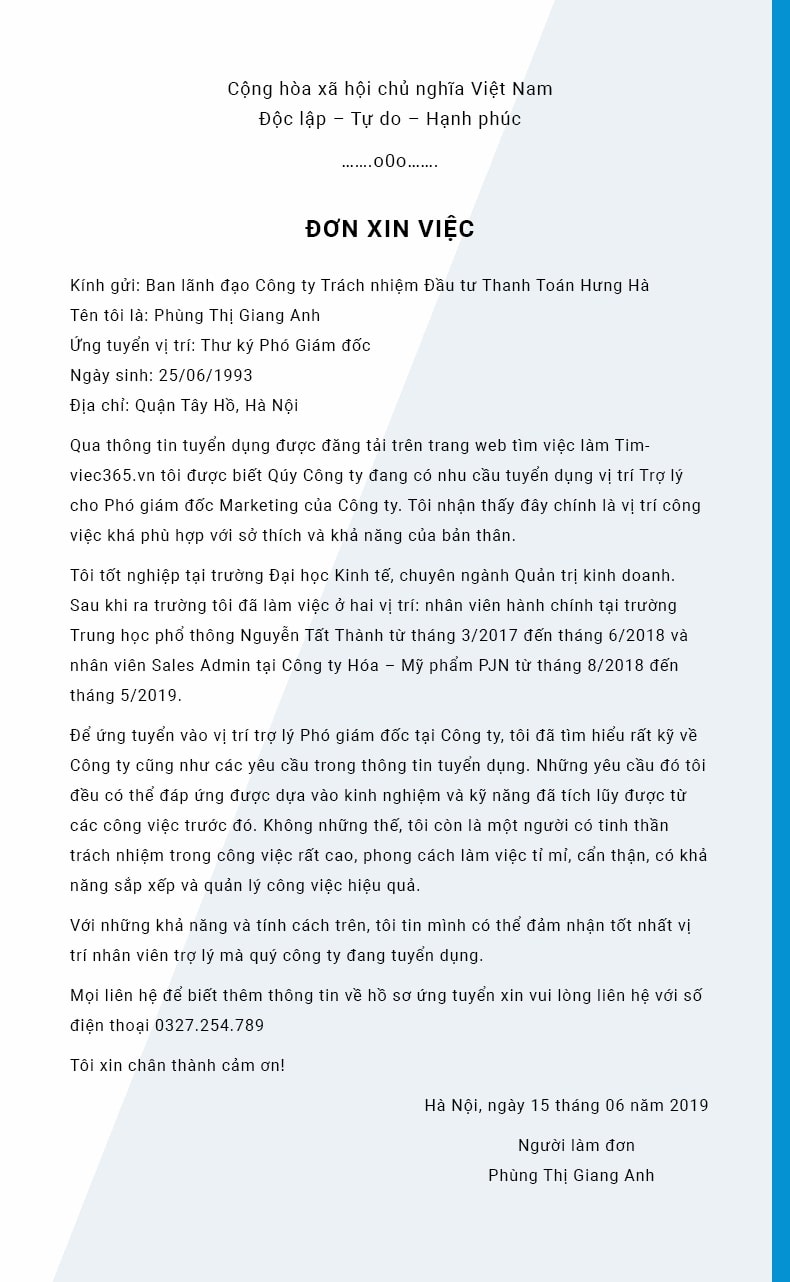 Cộng hòa xã hội chủ nghĩa Việt Nam
Độc lập – Tự do – Hạnh phúc
…….o0o…….
ĐƠN XIN VIỆC
Kính gửi: Ban lãnh đạo Công ty Trách nhiệm Đầu tư Thanh Toán Hưng Hà
Tên tôi là: Phùng Thị Giang Anh
Ứng tuyển vị trí: Thư ký Phó Giám đốc
Ngày sinh: 25/06/1993
Địa chỉ: Quận Tây Hồ, Hà Nội
Qua thông tin tuyển dụng được đăng tải trên trang web tìm việc làm Tim-
viec365.vn tôi được biết Qúy Công ty đang có nhu cầu tuyển dụng vị trí Trợ lý
cho Phó giám đốc Marketing của Công ty. Tôi nhận thấy đây chính là vị trí công
việc khá phù hợp với sở thích và khả năng của bản thân.
Tôi tốt nghiệp tại trường Đại học Kinh tế, chuyên ngành Quản trị kinh doanh.
Sau khi ra trường tôi đã làm việc ở hai vị trí: nhân viên hành chính tại trường
Trung học phổ thông Nguyễn Tất Thành từ tháng 3/2017 đến tháng 6/2018 và
nhân viên Sales Admin tại Công ty Hóa – Mỹ phẩm PJN từ tháng 8/2018 đến
tháng 5/2019.
Để ứng tuyển vào vị trí trợ lý Phó giám đốc tại Công ty, tôi đã tìm hiểu rất kỹ về
Công ty cũng như các yêu cầu trong thông tin tuyển dụng. Những yêu cầu đó tôi
đều có thể đáp ứng được dựa vào kinh nghiệm và kỹ năng đã tích lũy được từ
các công việc trước đó. Không những thế, tôi còn là một người có tinh thần
trách nhiệm trong công việc rất cao, phong cách làm việc tỉ mỉ, cẩn thận, có khả
năng sắp xếp và quản lý công việc hiệu quả.
Với những khả năng và tính cách trên, tôi tin mình có thể đảm nhận tốt nhất vị
trí nhân viên trợ lý mà quý công ty đang tuyển dụng.
Mọi liên hệ để biết thêm thông tin về hồ sơ ứng tuyển xin vui lòng liên hệ với số
điện thoại 0327.254.789
Tôi xin chân thành cảm ơn!
Hà Nội, ngày 15 tháng 06 năm 2019
Người làm đơn
Phùng Thị Giang Anh